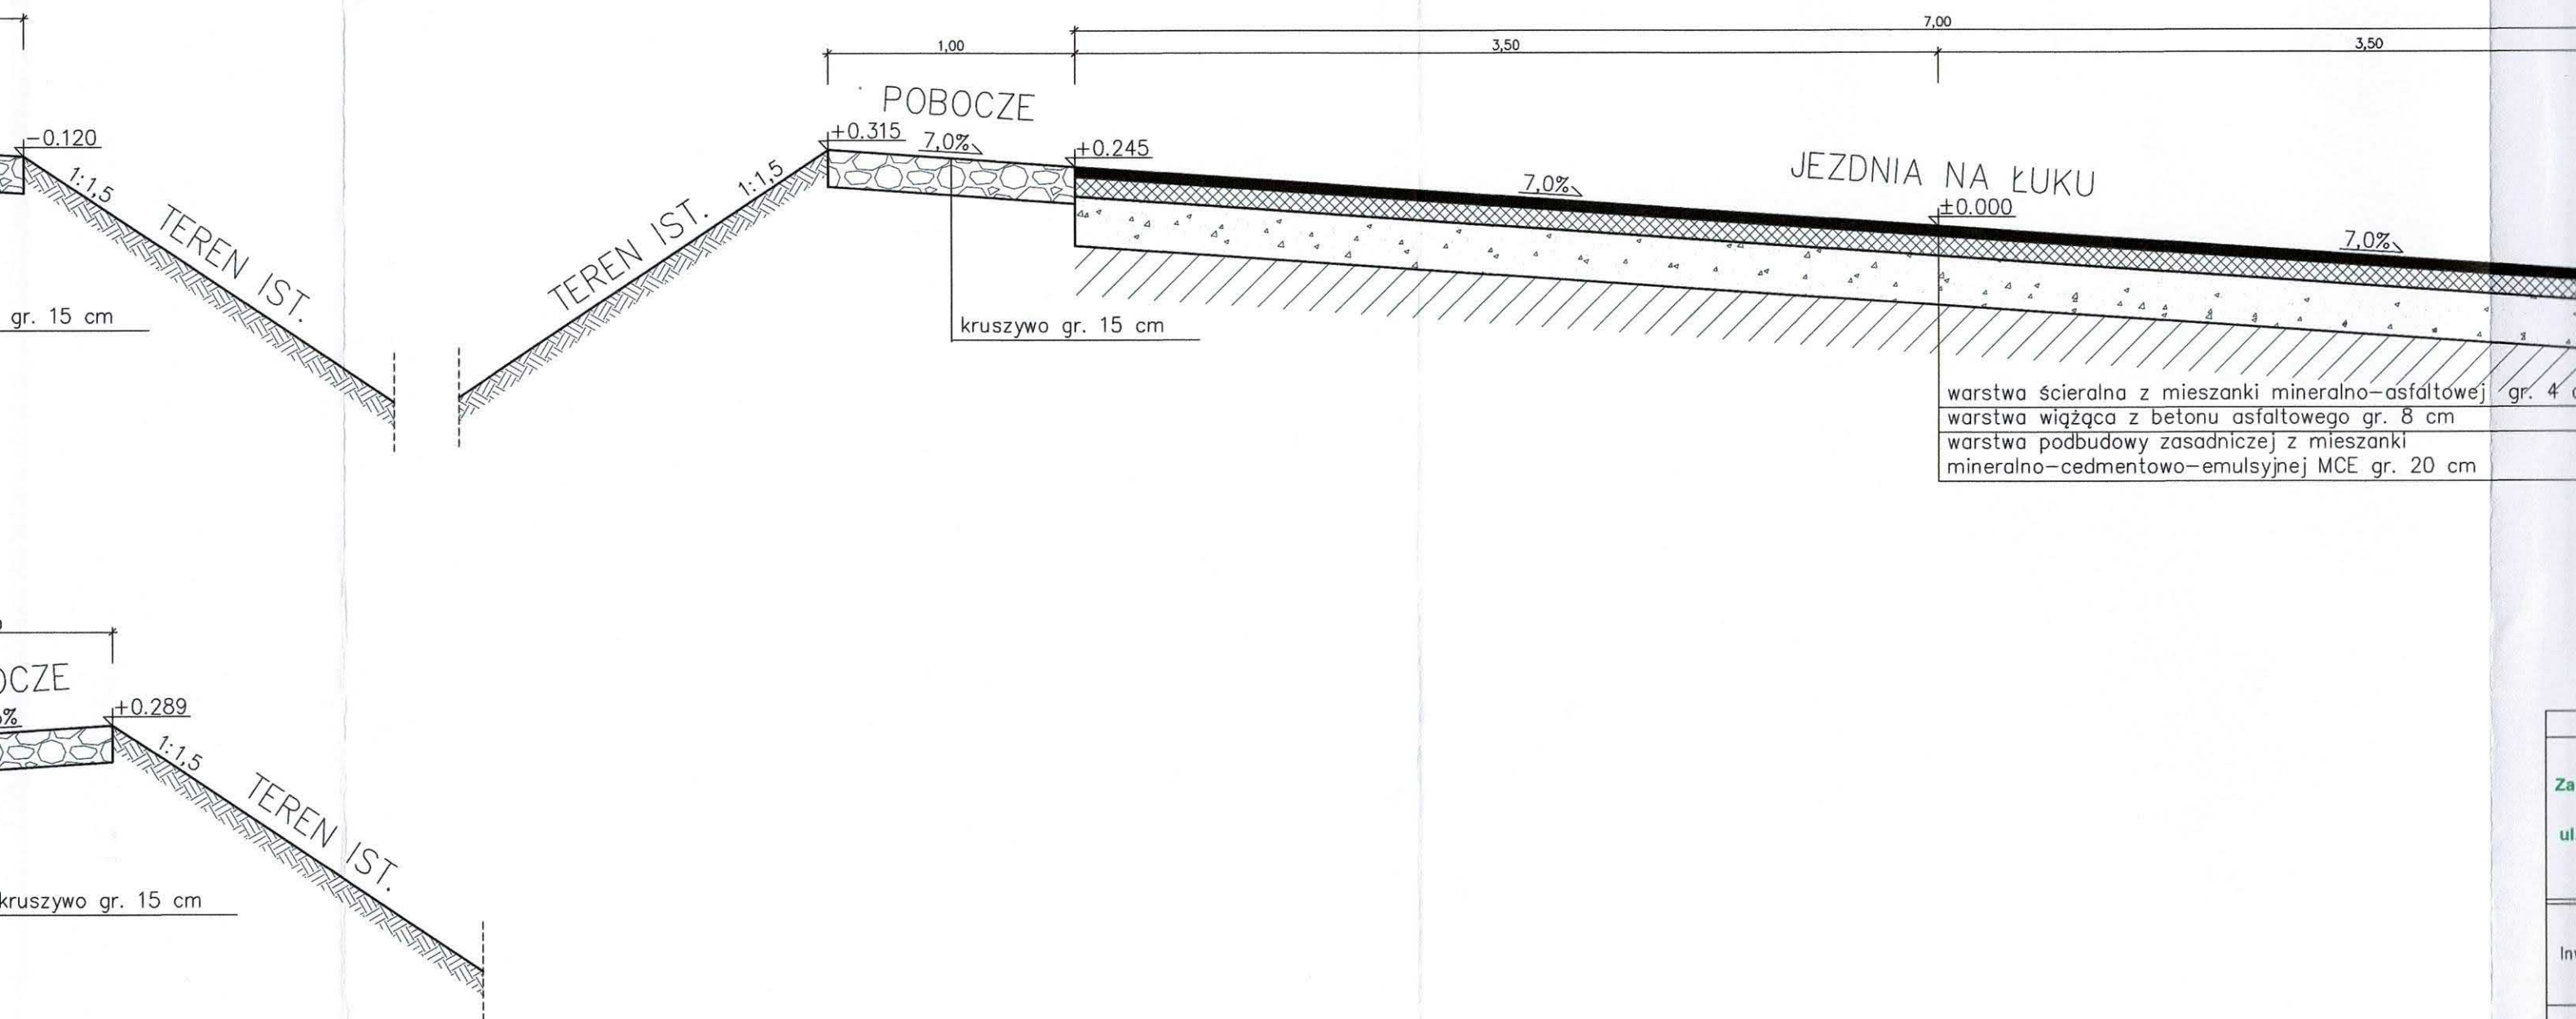 7,00
1,00
3,50
3,50
POBOCZE
-0.120
+0.315
7,0%
+0.245
JEZDNIA NA ŁUKU
1:1,5
1:1,5
7,0%
±0.000
7,0%
TEREN IST.
TEREN IST.
gr. 15 cm
kruszywo gr. 15 cm
warstwa ścieralna z mieszanki mineralno-asfaltowej gr. 4
warstwa wiążąca z betonu asfaltowego gr. 8 cm
warstwa podbudowy zasadniczej z mieszanki
mineralno-cedmentowo-emulsyjnej MCE gr. 20 cm
OCZE
+0.289
%
1:1,5
TEREN IST.
kruszywo gr. 15 cm
Za
ul